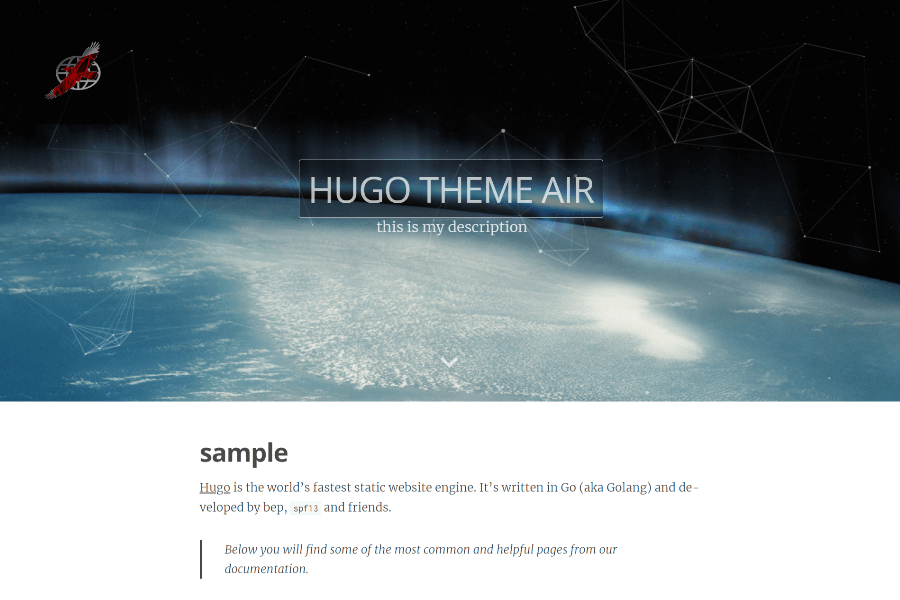 HUGO THEME AIR
this is my description
sample
Hugo is the world’s fastest static website engine. It’s written in Go (aka Golang) and de-
veloped by bep, spf13 and friends.
Below you will find some of the most common and helpful pages from our
documentation.